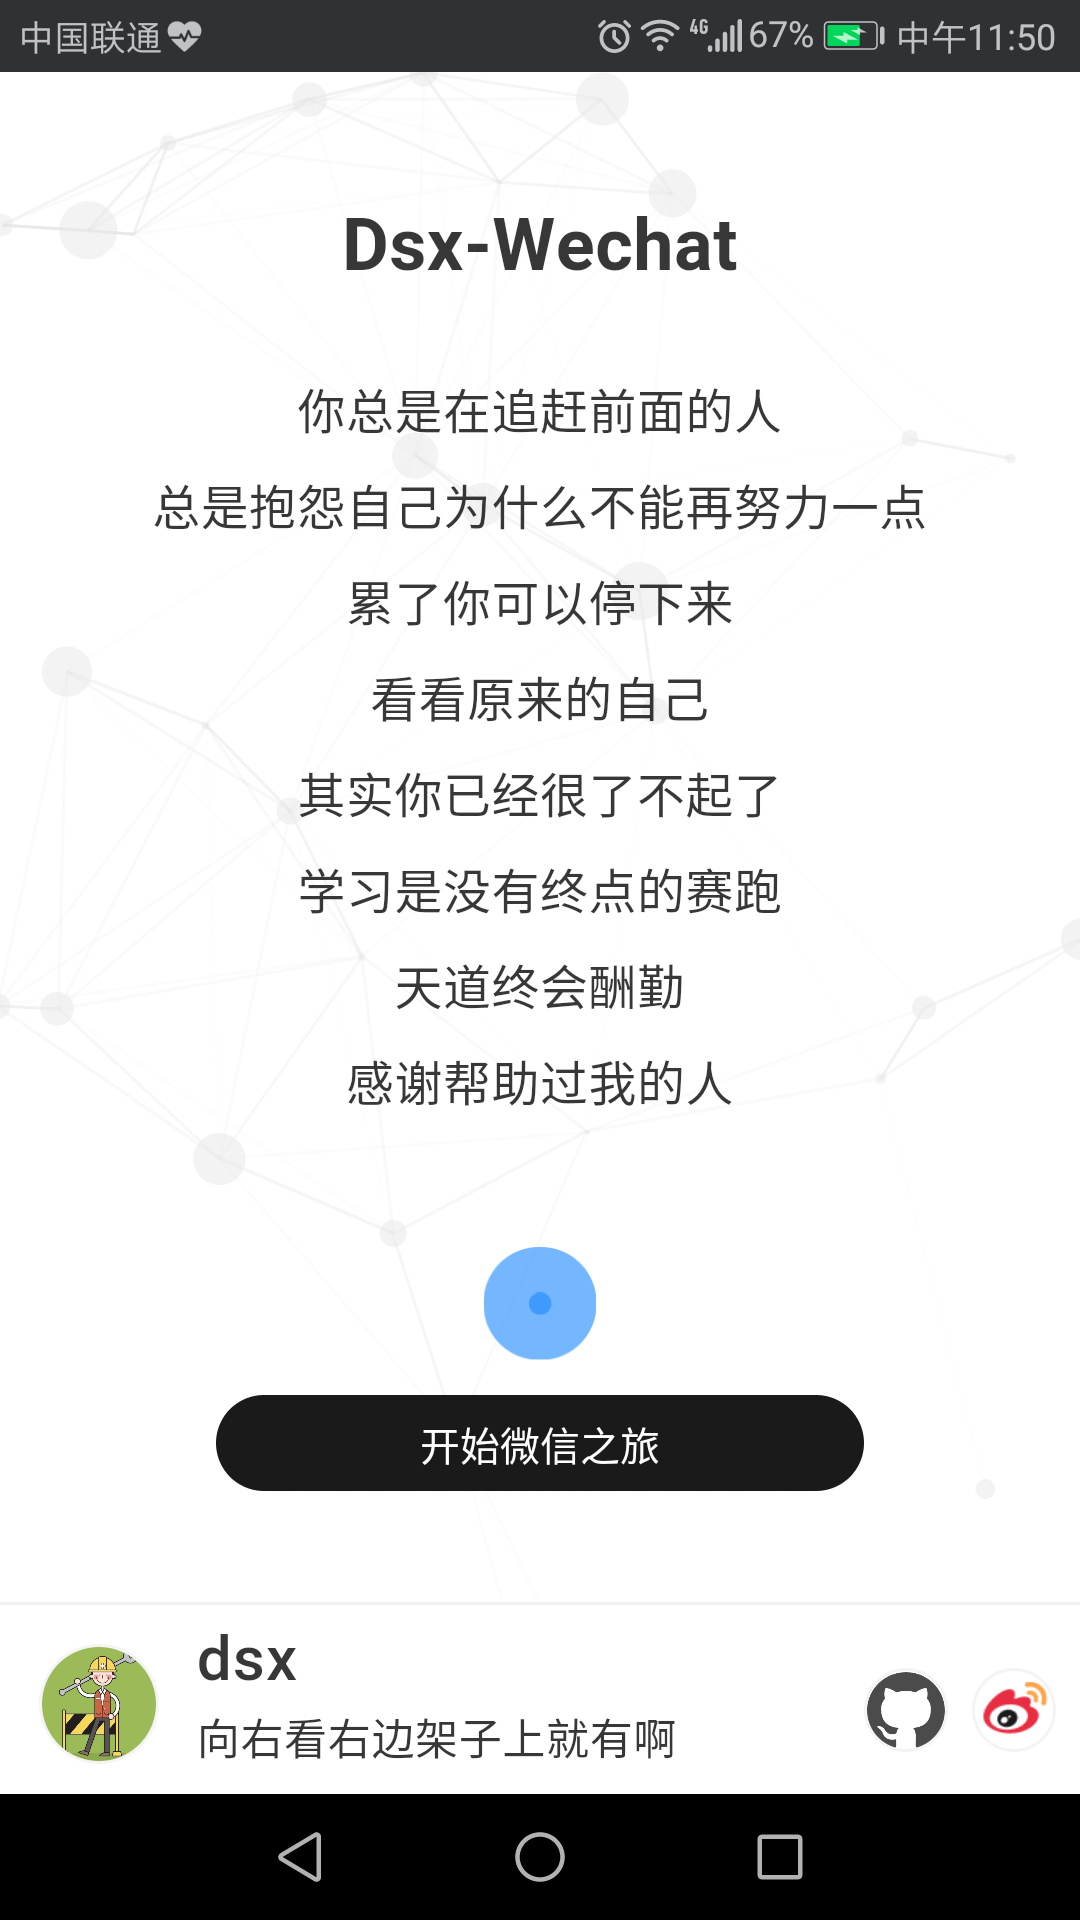 中国联通
4G
67%
中午11:50
Dsx-Wechat
你总是在追赶前面的人
总是抱怨自己为什么不能再努力一点
累了你可以停下来
看看原来的自己
其实你已经很了不起了
学习是没有终点的赛跑
天道终会酬勤
感谢帮助过我的人
开始微信之旅
dsx
向右看右边架子上就有啊